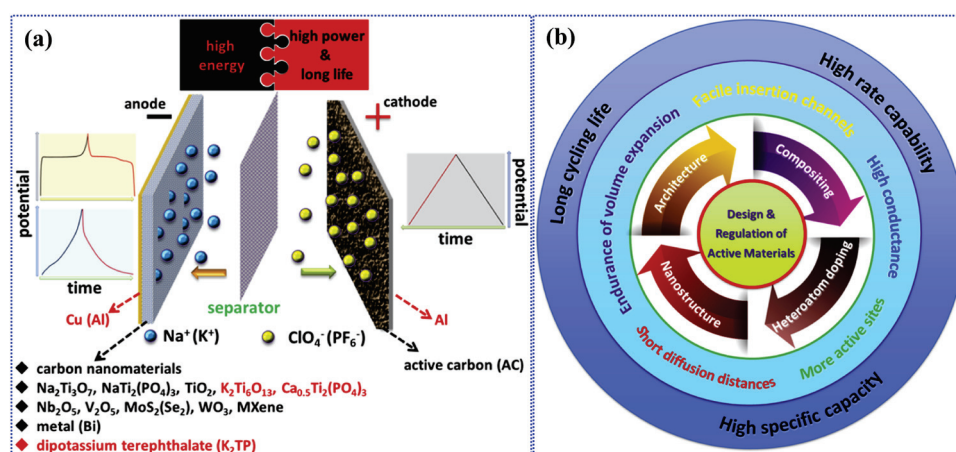 (a)
high
energy
high power
&
long life
anode
cathode
potential
time
potential
time
Cu (Al)
separator
Al
Na⁺(K⁺)
ClO₄⁻(PF₆⁻)
active carbon (AC)
carbon nanomaterials
Na₂Ti₃O₇, NaTi₂(PO₄)₃, TiO₂, K₂Ti₆O₁₃, Ca₀.₅Ti₂(PO₄)₃
Nb₂O₅, V₂O₅, MoS₂(Se₂), WO₃, MXene
metal (Bi)
dipotassium terephthalate (K₂TP)
(b)
Long cycling life
High rate capability
High specific capacity
Endurance of volume expansion
Facile insertion channels
High conductance
More active sites
Short diffusion distances
Architecture
Compositing
Heteroatom doping
Nanostructure
Design &
Regulation of
Active Materials